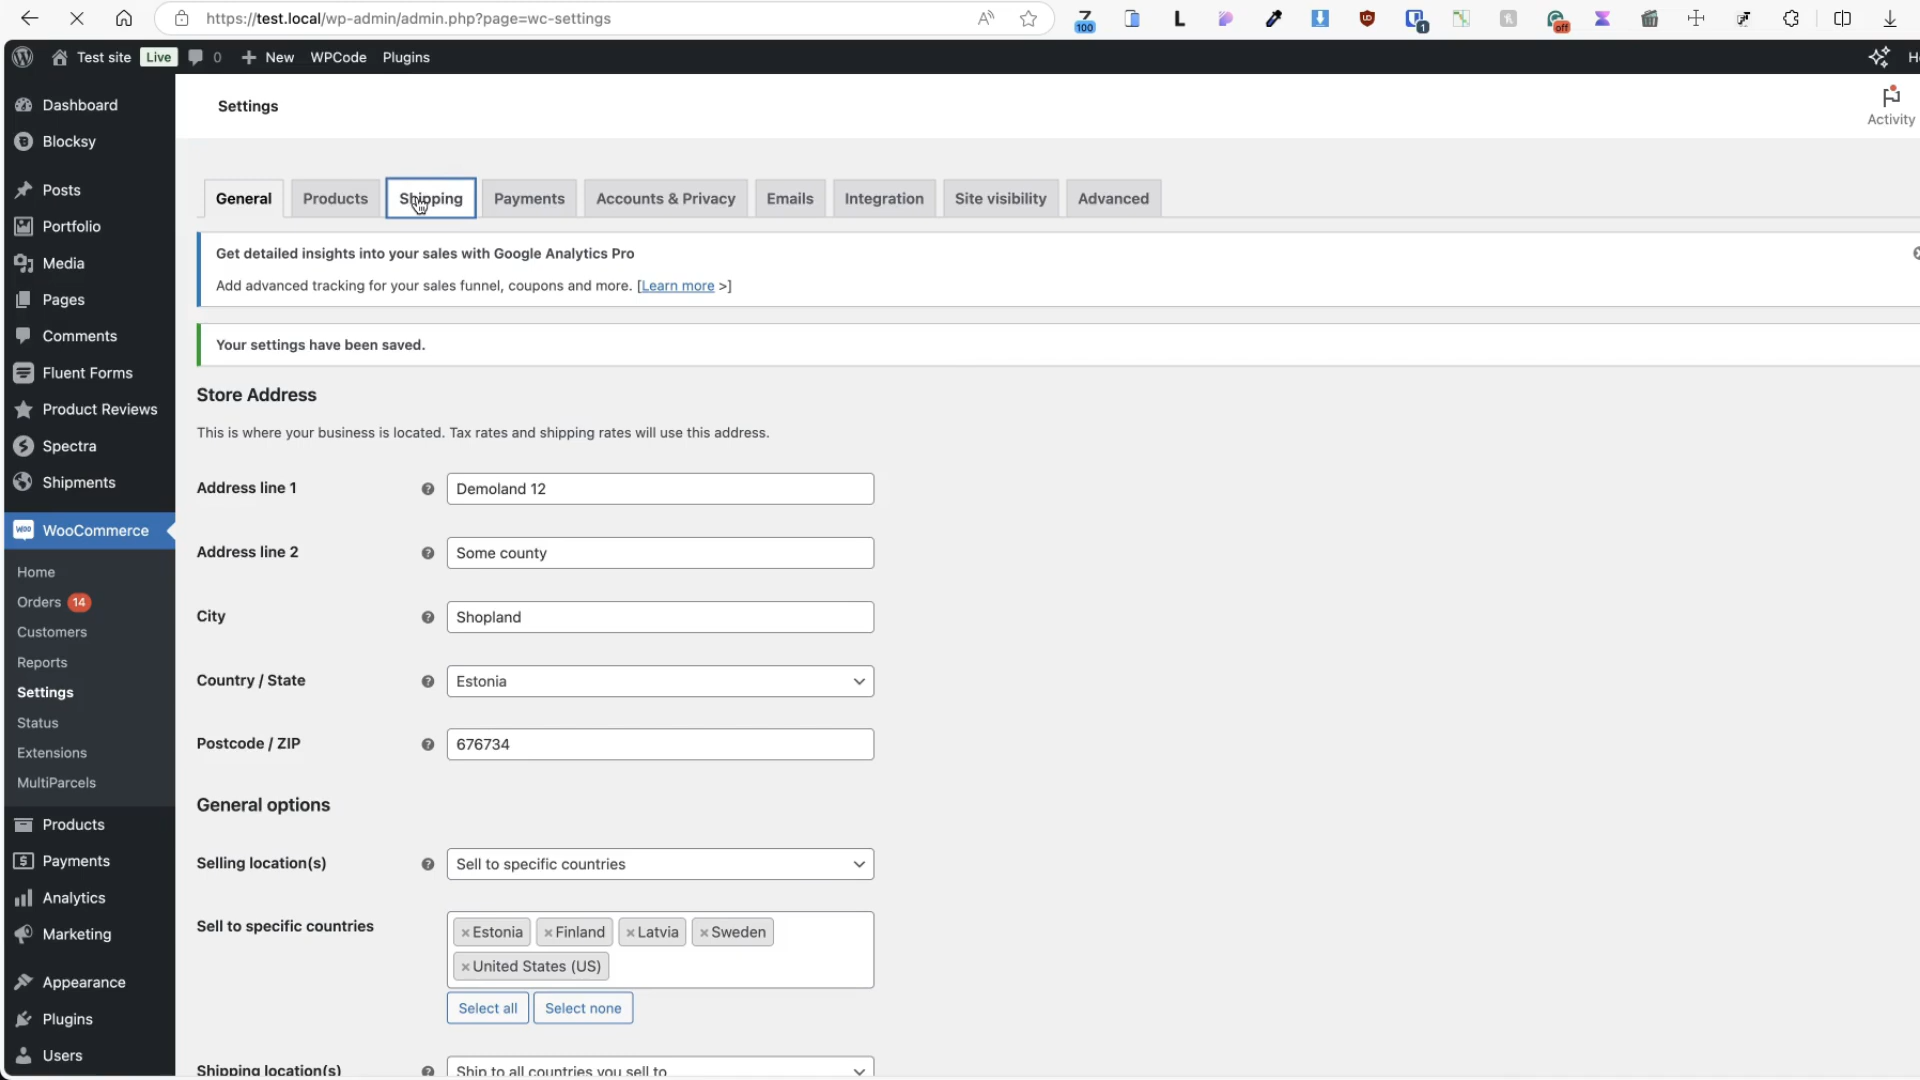 https://test.local/wp-admin/admin.php?page=wc-settings
A
100
L
UD
1
off
Test site Live 0 + New WPCode Plugins
Dashboard
Blocksy
Posts
Portfolio
Media
Pages
Comments
Fluent Forms
Product Reviews
Spectra
Shipments
WOO WooCommerce
Home
Orders 14
Customers
Reports
Settings
Status
Extensions
MultiParcels
Products
Payments
Analytics
Marketing
Appearance
Plugins
Users
Settings
Activity
General Products Shipping Payments Accounts & Privacy Emails Integration Site visibility Advanced
Get detailed insights into your sales with Google Analytics Pro
Add advanced tracking for your sales funnel, coupons and more. [Learn more >]
Your settings have been saved.
Store Address
This is where your business is located. Tax rates and shipping rates will use this address.
Address line 1 ? Demoland 12
Address line 2 ? Some county
City ? Shopland
Country / State ? Estonia
Postcode / ZIP ? 676734
General options
Selling location(s) ? Sell to specific countries
Sell to specific countries ×Estonia ×Finland ×Latvia ×Sweden
×United States (US)
Select all Select none
Shipping location(s) ? Ship to all countries you sell to